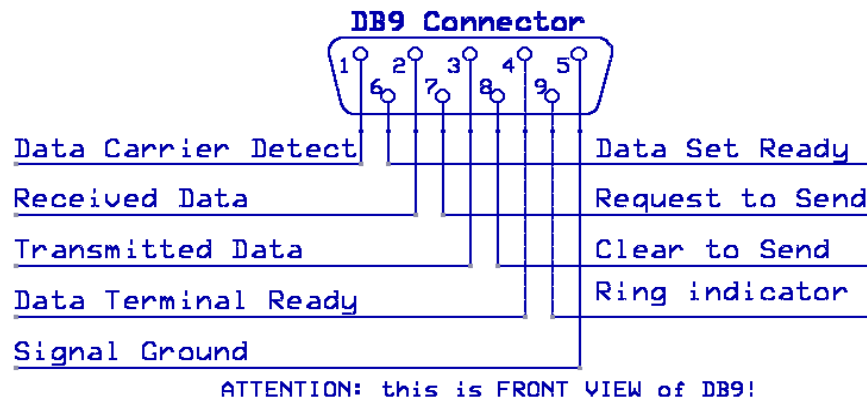 DB9 Connector
1 2 3 4 5
6 7 8 9
Data Carrier Detect
Data Set Ready
Received Data
Request to Send
Transmitted Data
Clear to Send
Data Terminal Ready
Ring indicator
Signal Ground
ATTENTION: this is FRONT VIEW of DB9!